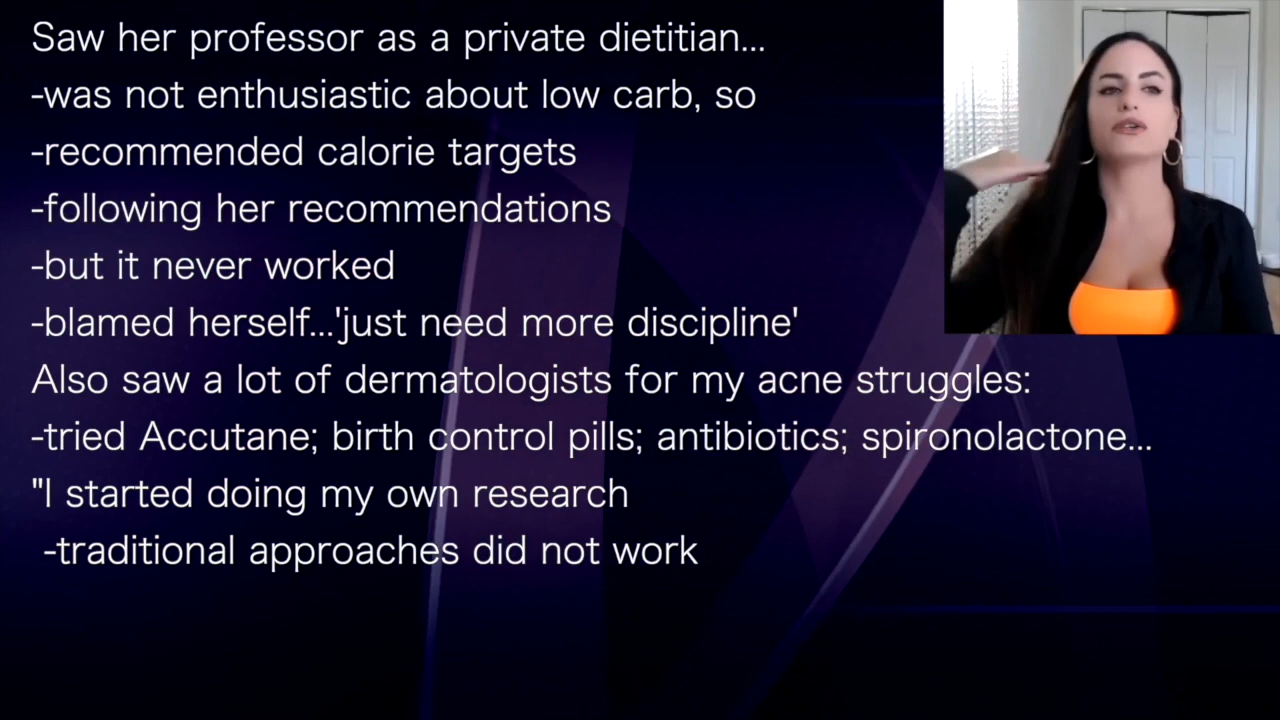 Saw her professor as a private dietitian...
-was not enthusiastic about low carb, so
-recommended calorie targets
-following her recommendations
-but it never worked
-blamed herself...'just need more discipline'
Also saw a lot of dermatologists for my acne struggles:
-tried Accutane; birth control pills; antibiotics; spironolactone...
"I started doing my own research
-traditional approaches did not work